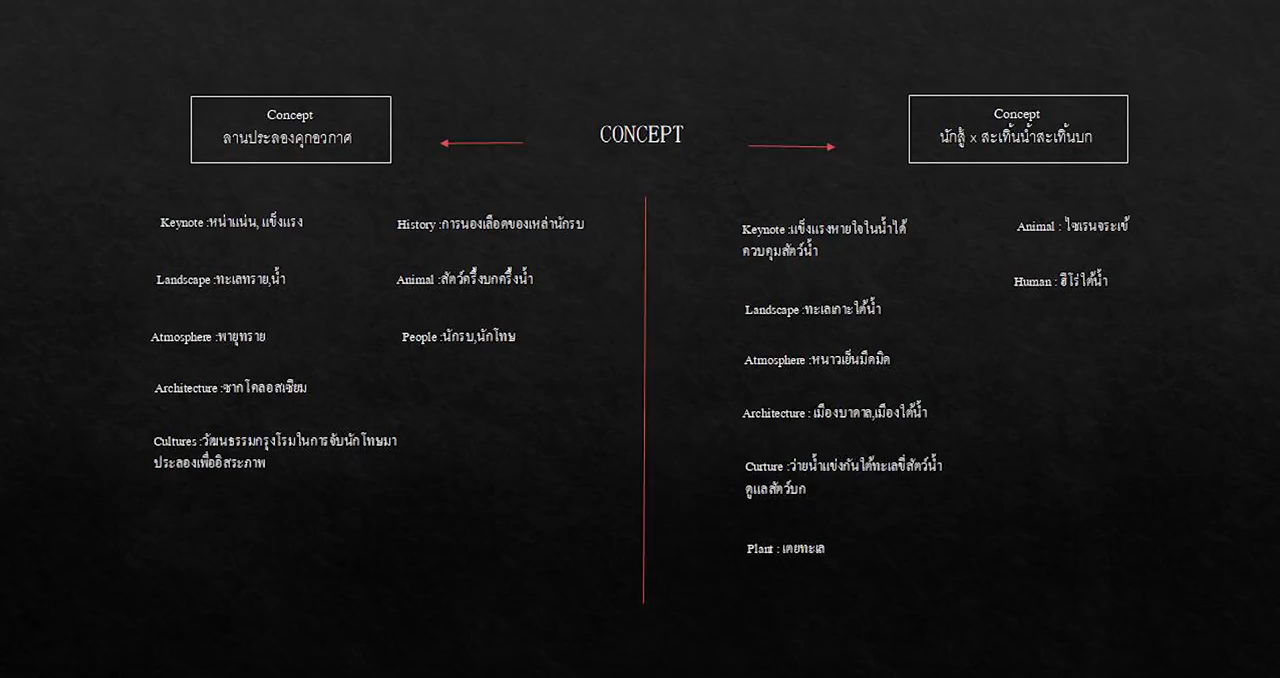 CONCEPT
Concept
ลานประลองคุกอวกาศ
Keynote :หน่าแน่น, แข็งแรง
Landscape :ทะเลทราย,น้ำ
Atmosphere :พายุทราย
Architecture :ซากโคลอสเซียม
Cultures :วัฒนธรรมกรุงโรมในการจับนักโทษมา
ประลองเพื่ออิสระภาพ
History :การนองเลือดของเหล่านักรบ
Animal :สัตว์ครึ่งบกครึ่งน้ำ
People :นักรบ,นักโทษ
Concept
นักสู้ x สะเทิ้นน้ำสะเทิ้นบก
Keynote :แข็งแรงหายใจในน้ำได้
ควบคุมสัตว์น้ำ
Landscape :ทะเลเกาะใต้น้ำ
Atmosphere :หนาวเย็นมืดมิด
Architecture : เมืองบาดาล,เมืองใต้น้ำ
Curture :ว่ายน้ำแข่งกันใต้ทะเลขี่สัตว์น้ำ
ดูแลสัตว์บก
Plant : เตยทะเล
Animal : ไซเรนจระเข้
Human : ฮีโร่ใต้น้ำ